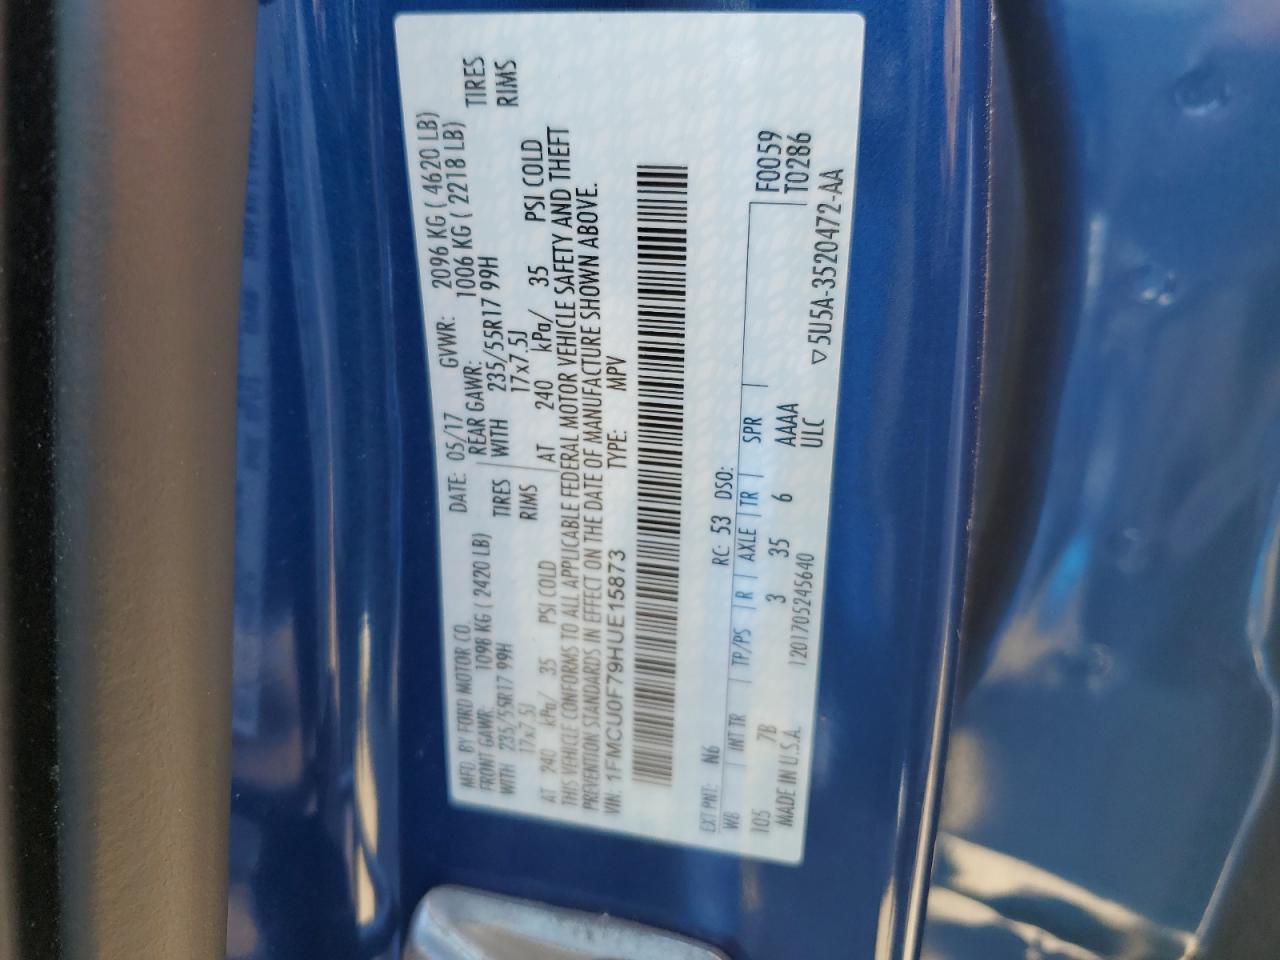 MFD. BY FORD MOTOR CO. DATE: 05/17 GVWR: 2096 KG ( 4620 LB)
FRONT GAWR: 1098 KG ( 2420 LB) REAR GAWR: 1006 KG ( 2218 LB)
WITH 235/55R17 99H TIRES WITH 235/55R17 99H TIRES
17x7.5J RIMS 17x7.5J RIMS
AT 240 kPa/ 35 PSI COLD AT 240 kPa/ 35 PSI COLD
THIS VEHICLE CONFORMS TO ALL APPLICABLE FEDERAL MOTOR VEHICLE SAFETY AND THEFT
PREVENTION STANDARDS IN EFFECT ON THE DATE OF MANUFACTURE SHOWN ABOVE.
VIN: 1FMCU0F79HUE15873 TYPE: MPV
EXT PNT: N6 RC: 53 DSO: F0059
WB INT TR TP/PS R AXLE TR SPR T0286
105 7B 3 35 6 AAAA
MADE IN U.S.A. 1201705245640 ULC
▽5U5A-3520472-AA